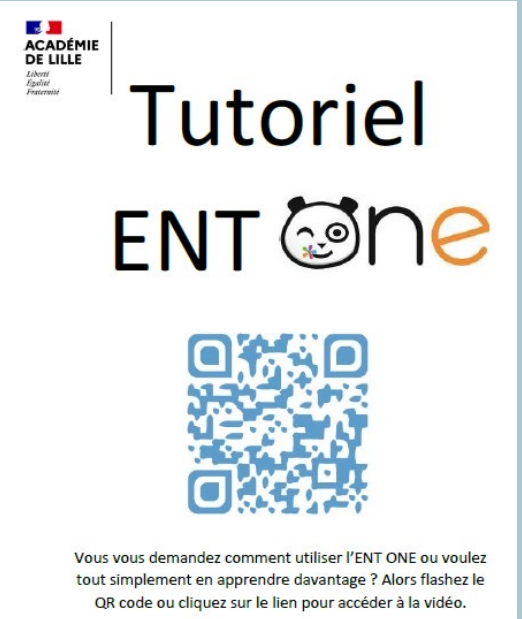 ACADÉMIE
DE LILLE
Liberté
Égalité
Fraternité
Tutoriel
ENT One
Vous vous demandez comment utiliser l’ENT ONE ou voulez
tout simplement en apprendre davantage ? Alors flashez le
QR code ou cliquez sur le lien pour accéder à la vidéo.